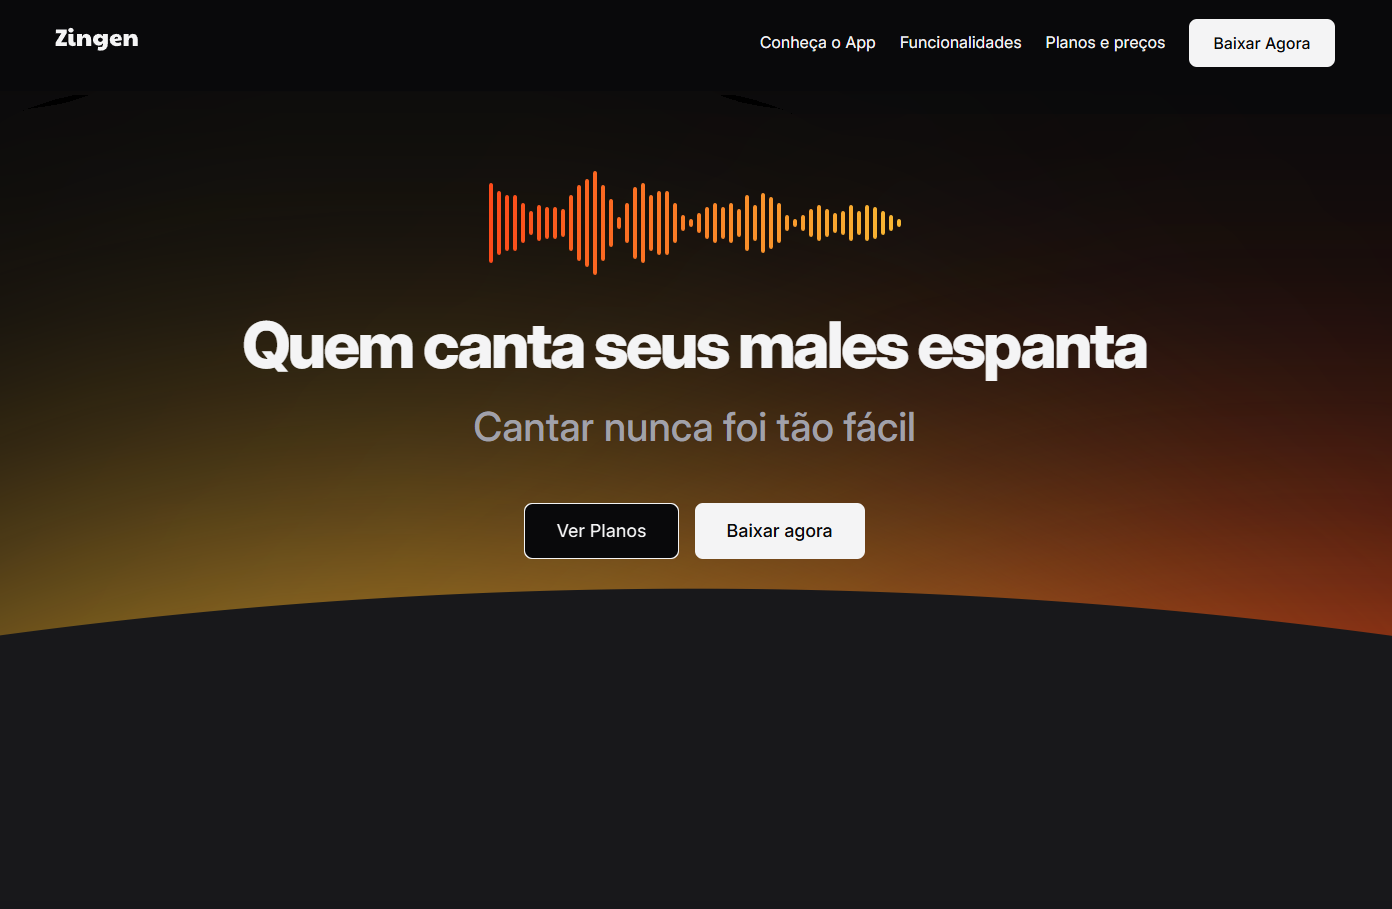 Zingen
Conheça o App
Funcionalidades
Planos e preços
Baixar Agora
Quem canta seus males espanta
Cantar nunca foi tão fácil
Ver Planos
Baixar agora